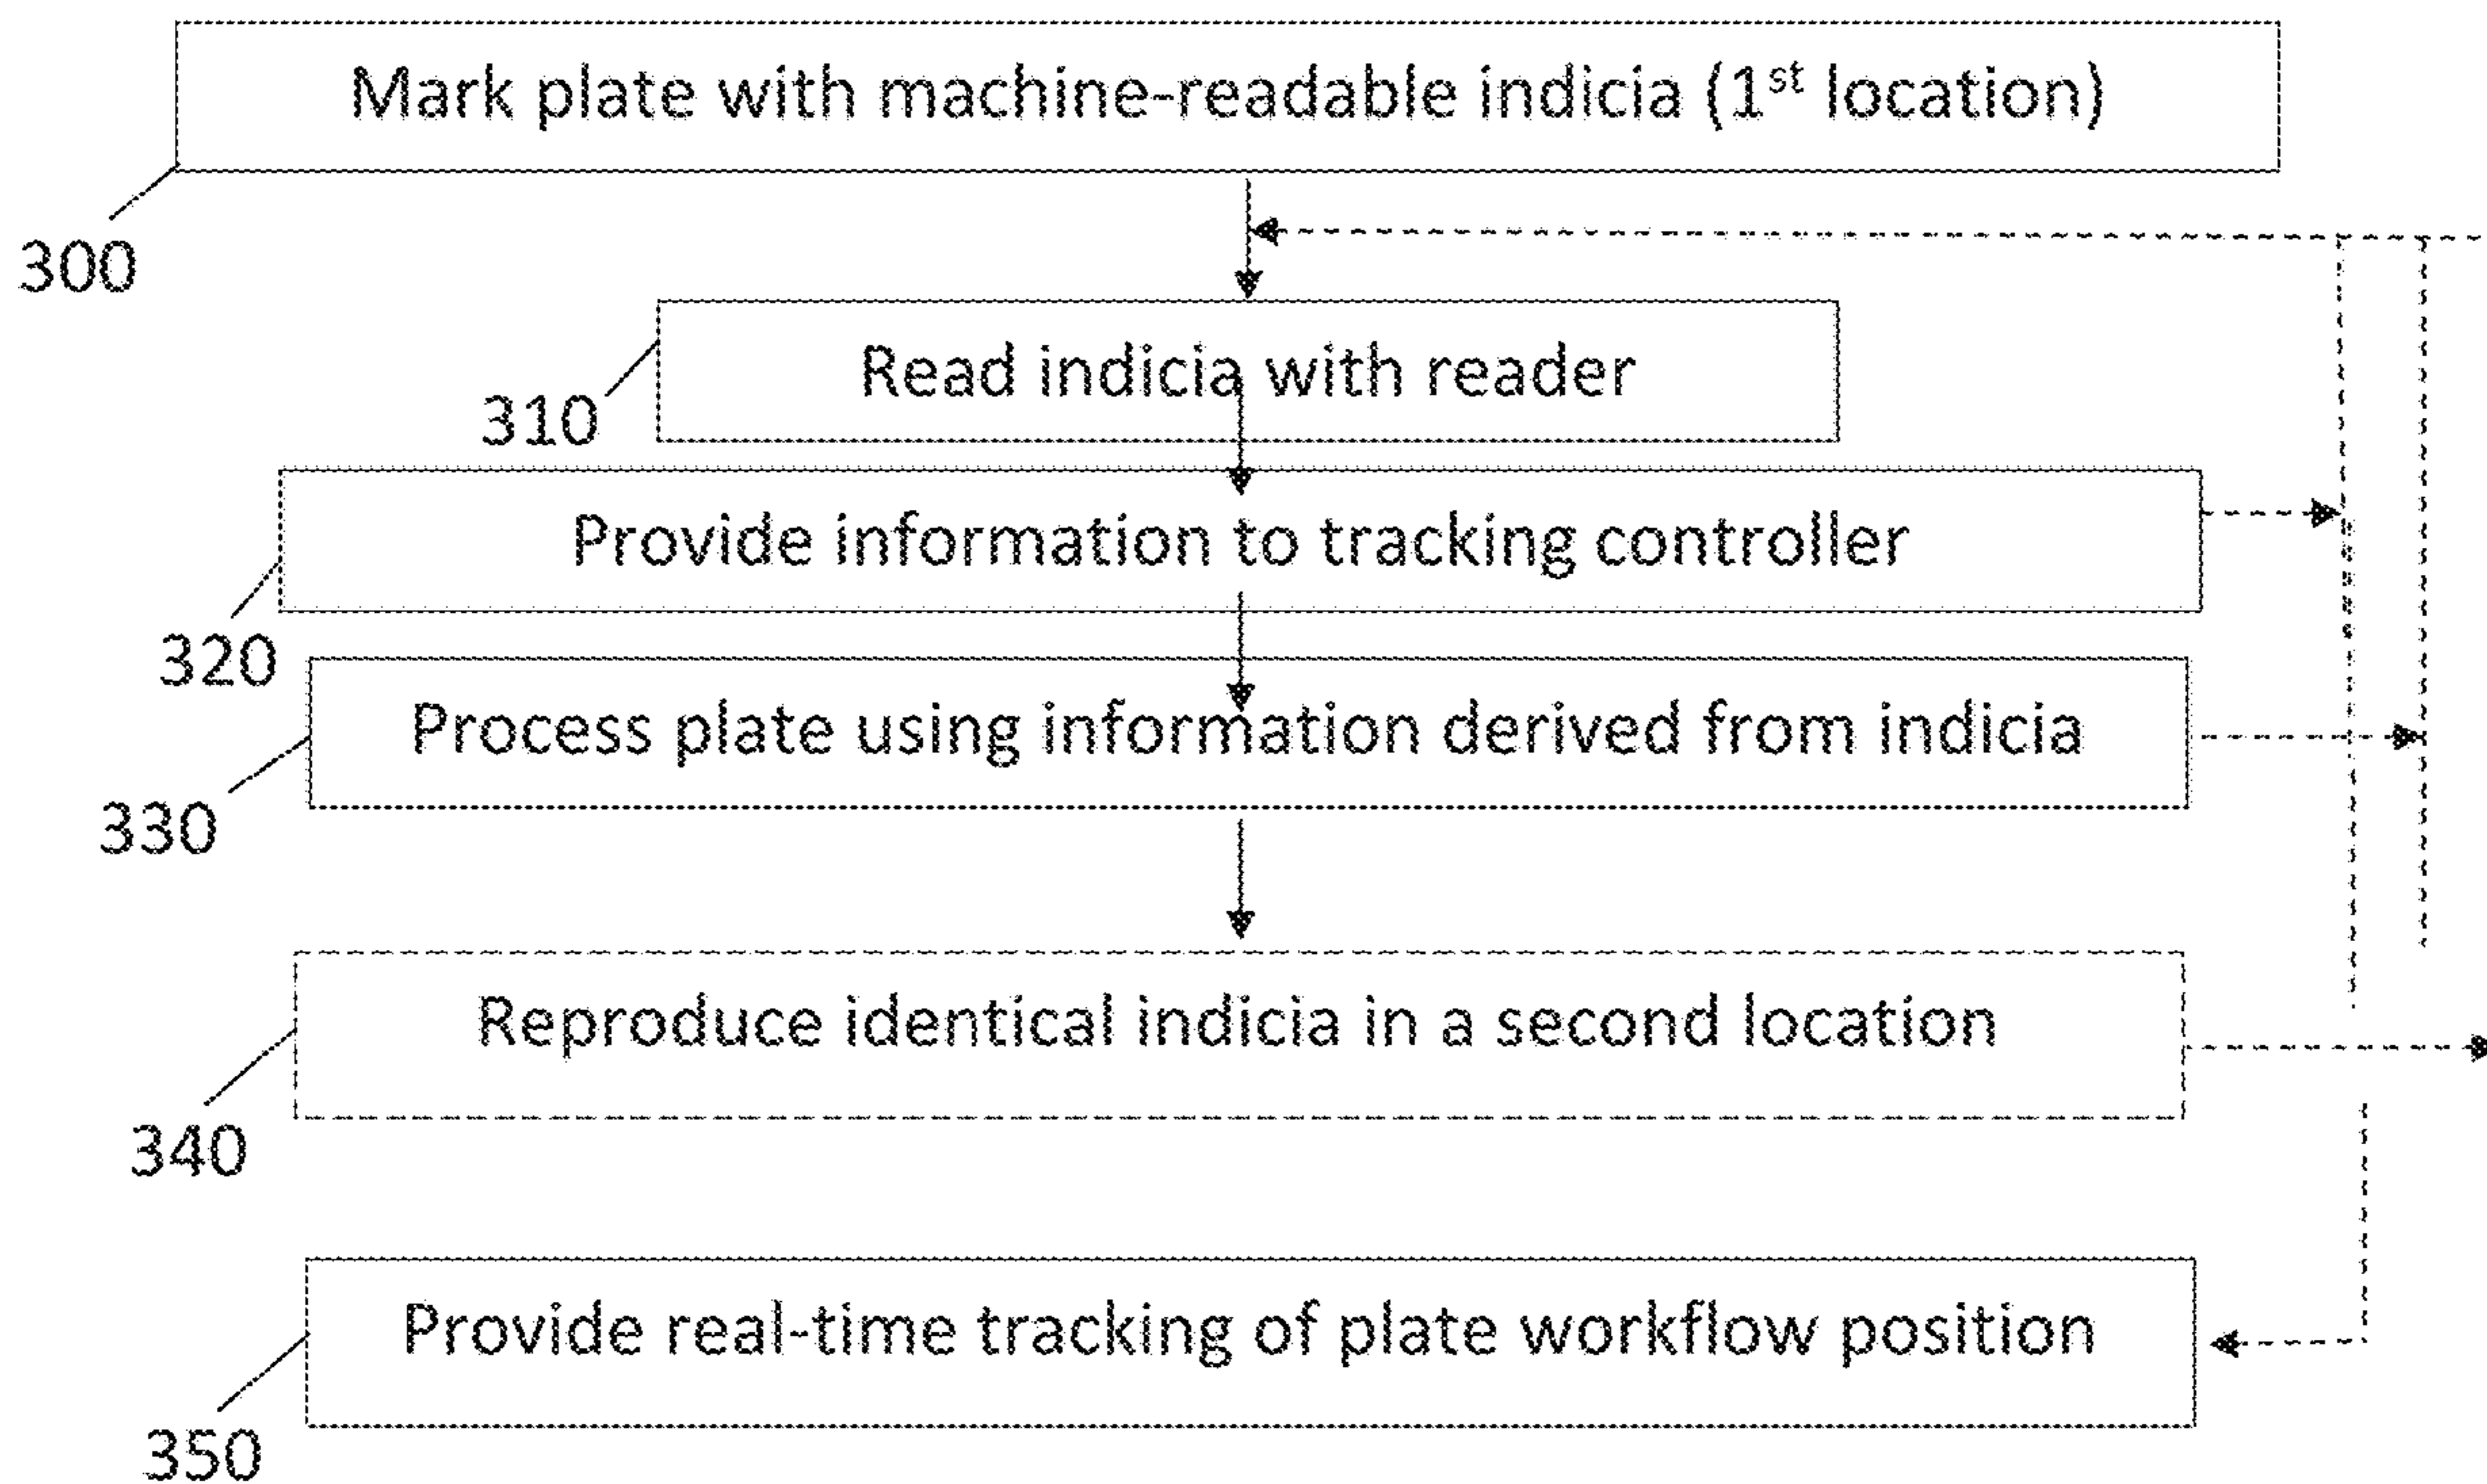 Mark plate with machine-readable indicia (1st location)
300
Read indicia with reader
310
Provide information to tracking controller
320
Process plate using information derived from indicia
330
Reproduce identical indicia in a second location
340
Provide real-time tracking of plate workflow position
350